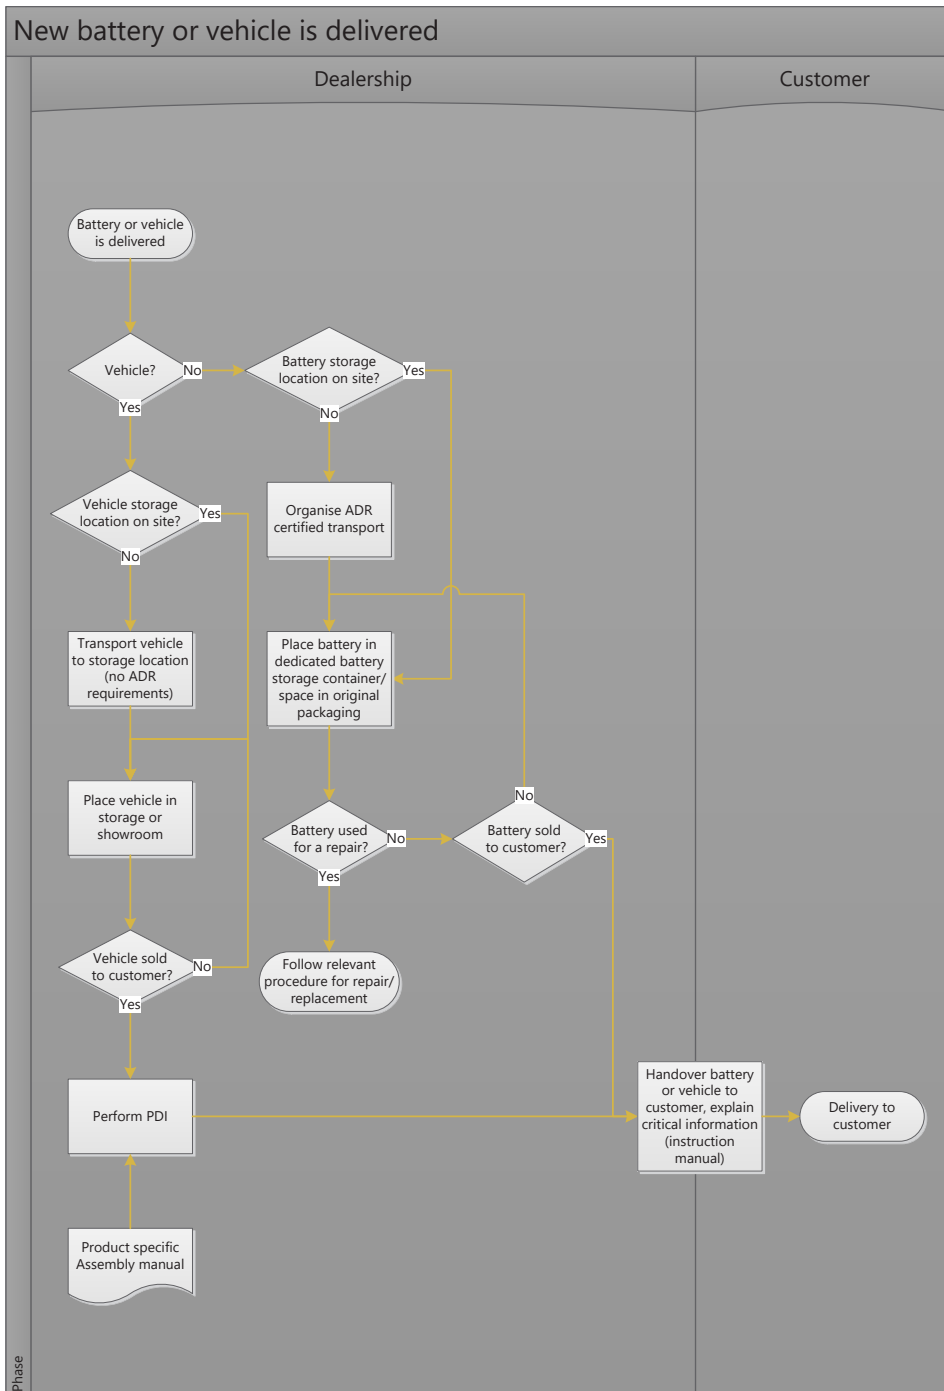 New battery or vehicle is delivered
Dealership
Customer
Battery or vehicle
is delivered
Vehicle?
No
Yes
Battery storage
location on site?
Yes
No
Vehicle storage
location on site?
Yes
No
Organise ADR
certified transport
Transport vehicle
to storage location
(no ADR
requirements)
Place battery in
dedicated battery
storage container/
space in original
packaging
Place vehicle in
storage or
showroom
Battery used
for a repair?
No
Yes
Battery sold
to customer?
No
Yes
Vehicle sold
to customer?
No
Yes
Follow relevant
procedure for repair/
replacement
Perform PDI
Handover battery
or vehicle to
customer, explain
critical information
(instruction
manual)
Delivery to
customer
Product specific
Assembly manual
Phase